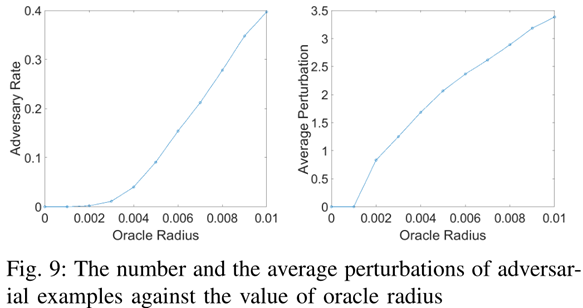 0.4
0.3
0.2
0.1
0
Adversary Rate
0 0.002 0.004 0.006 0.008 0.01
Oracle Radius
3.5
3
2.5
2
1.5
1
0.5
0
Average Perturbation
0 0.002 0.004 0.006 0.008 0.01
Oracle Radius
Fig. 9: The number and the average perturbations of adversar-
ial examples against the value of oracle radius